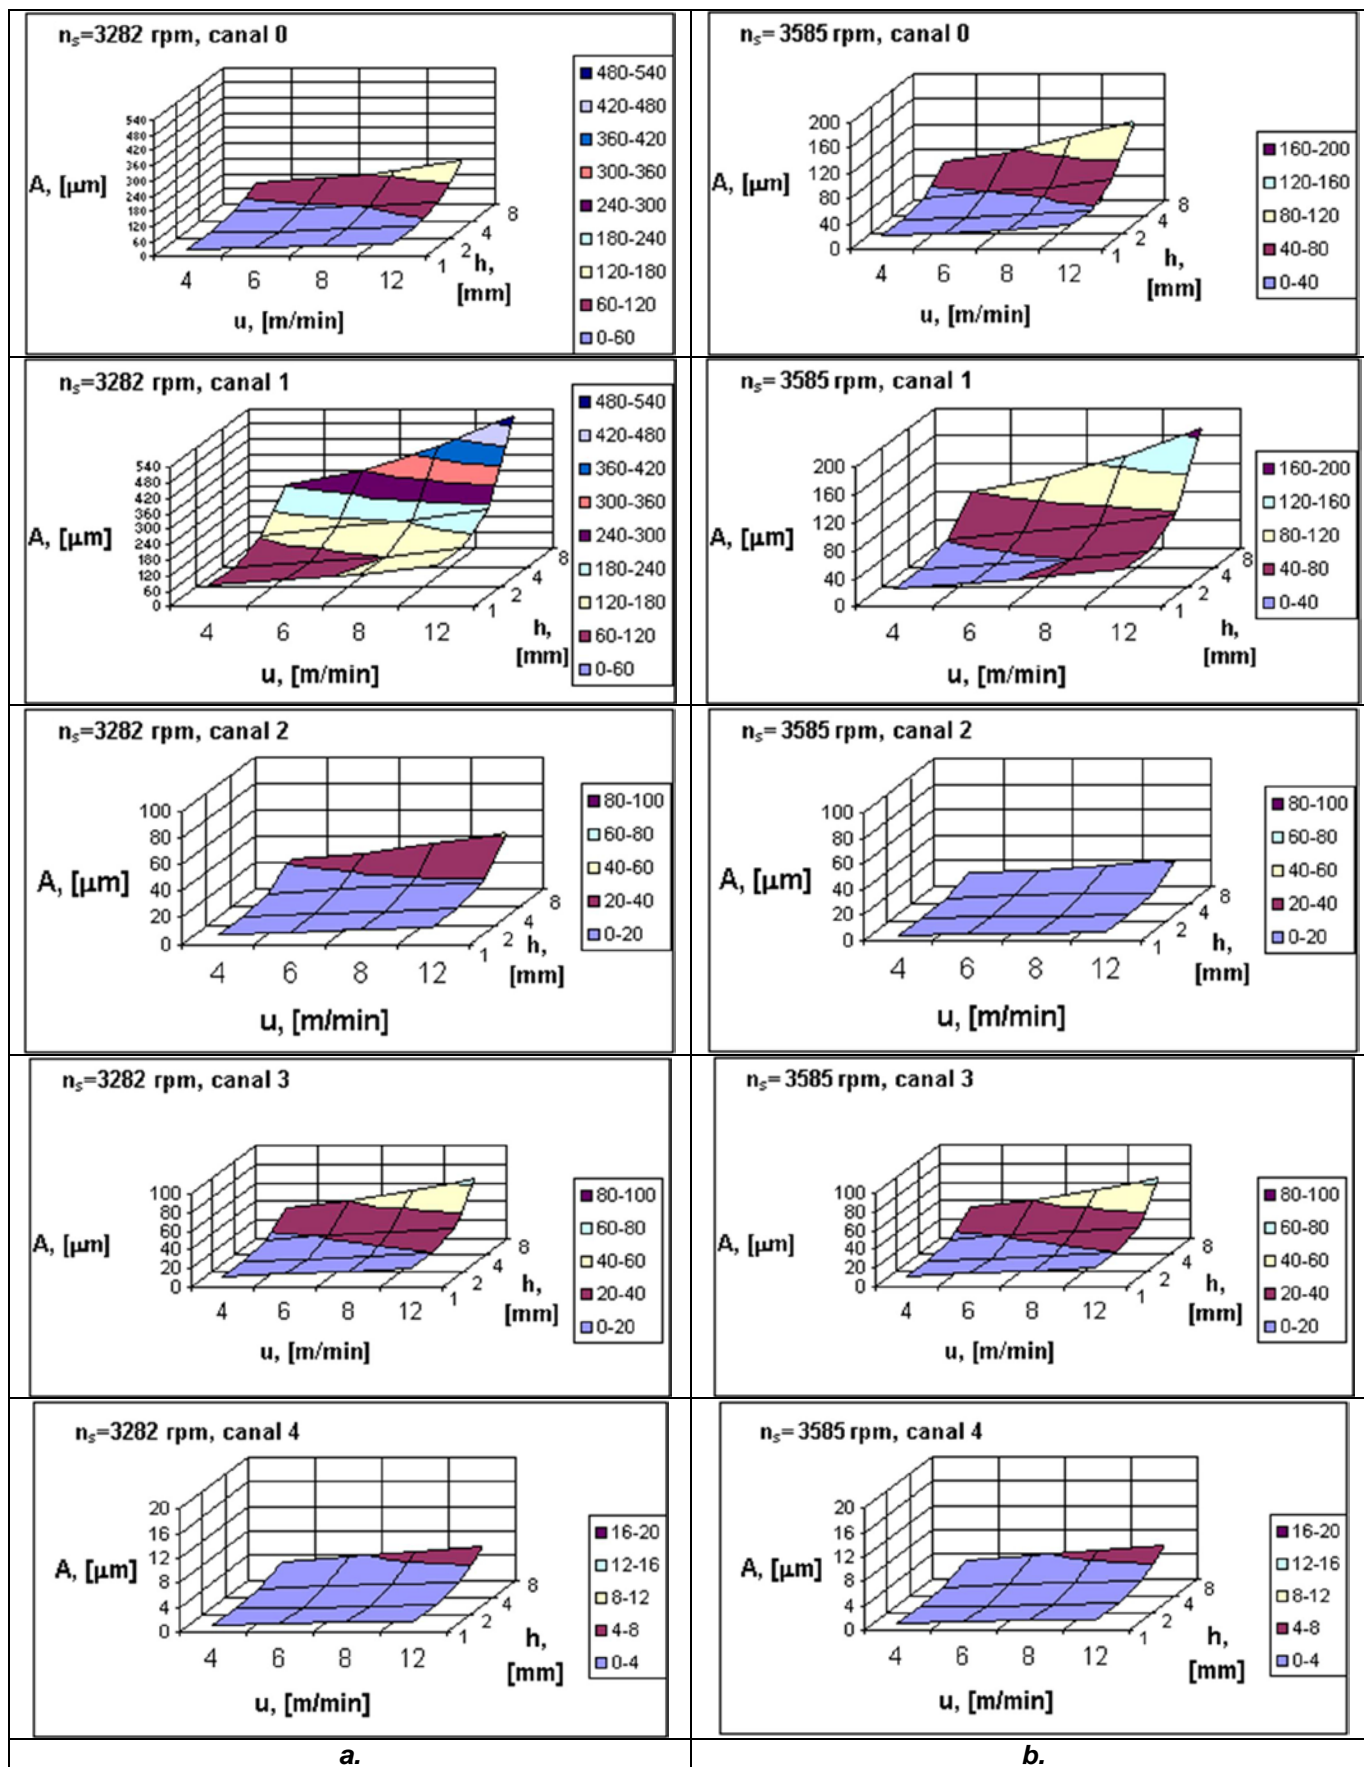 nₛ=3282 rpm, canal 0
A, [μm]
540
480
420
360
300
240
180
120
60
0
4 6 8 12
u, [m/min]
1 2 4 8
h,
[mm]
480-540
420-480
360-420
300-360
240-300
180-240
120-180
60-120
0-60
nₛ=3585 rpm, canal 0
A, [μm]
200
160
120
80
40
0
4 6 8 12
u, [m/min]
1 2 4 8
h,
[mm]
160-200
120-160
80-120
40-80
0-40
nₛ=3282 rpm, canal 1
A, [μm]
540
480
420
360
300
240
180
120
60
0
4 6 8 12
u, [m/min]
1 2 4 8
h,
[mm]
480-540
420-480
360-420
300-360
240-300
180-240
120-180
60-120
0-60
nₛ=3585 rpm, canal 1
A, [μm]
200
160
120
80
40
0
4 6 8 12
u, [m/min]
1 2 4 8
h,
[mm]
160-200
120-160
80-120
40-80
0-40
nₛ=3282 rpm, canal 2
A, [μm]
100
80
60
40
20
0
4 6 8 12
u, [m/min]
1 2 4 8
h,
[mm]
80-100
60-80
40-60
20-40
0-20
nₛ=3585 rpm, canal 2
A, [μm]
100
80
60
40
20
0
4 6 8 12
u, [m/min]
1 2 4 8
h,
[mm]
80-100
60-80
40-60
20-40
0-20
nₛ=3282 rpm, canal 3
A, [μm]
100
80
60
40
20
0
4 6 8 12
u, [m/min]
1 2 4 8
h,
[mm]
80-100
60-80
40-60
20-40
0-20
nₛ=3585 rpm, canal 3
A, [μm]
100
80
60
40
20
0
4 6 8 12
u, [m/min]
1 2 4 8
h,
[mm]
80-100
60-80
40-60
20-40
0-20
nₛ=3282 rpm, canal 4
A, [μm]
20
16
12
8
4
0
4 6 8 12
u, [m/min]
1 2 4 8
h,
[mm]
16-20
12-16
8-12
4-8
0-4
nₛ=3585 rpm, canal 4
A, [μm]
20
16
12
8
4
0
4 6 8 12
u, [m/min]
1 2 4 8
h,
[mm]
16-20
12-16
8-12
4-8
0-4
a.
b.